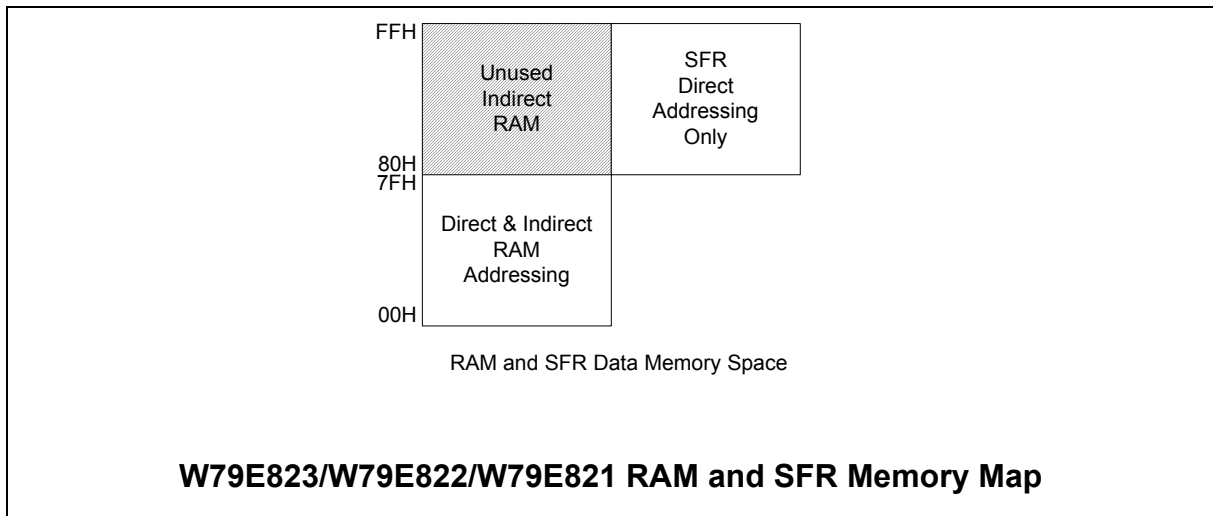 FFH
Unused
Indirect
RAM
SFR
Direct
Addressing
Only
80H
7FH
Direct & Indirect
RAM
Addressing
00H
RAM and SFR Data Memory Space
W79E823/W79E822/W79E821 RAM and SFR Memory Map